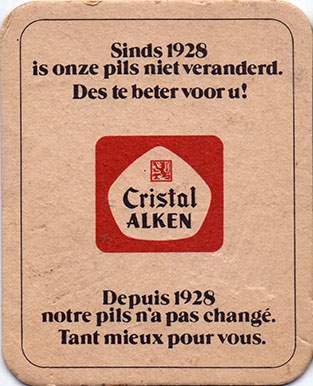 Sinds 1928
is onze pils niet veranderd.
Des te beter voor u!
Cristal
ALKEN
Depuis 1928
notre pils n'a pas changé.
Tant mieux pour vous.